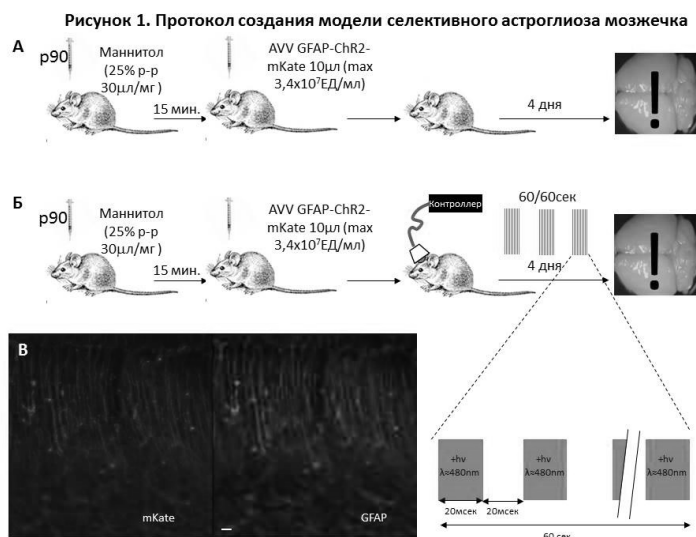 Рисунок 1. Протокол создания модели селективного астроглиоза мозжечка
А
p90
Маннитол
(25% р-р
30μл/мг )
15 мин.
AVV GFAP-ChR2-
mKate 10μл (max
3,4x10⁷ЕД/мл)
4 дня
Б
p90
Маннитол
(25% р-р
30μл/мг )
15 мин.
AVV GFAP-ChR2-
mKate 10μл (max
3,4x10⁷ЕД/мл)
Контроллер
60/60сек
4 дня
В
mKate
GFAP
+hν
λ≈480nm
+hν
λ≈480nm
+hν
λ≈480nm
20мсек
20мсек
60 сек